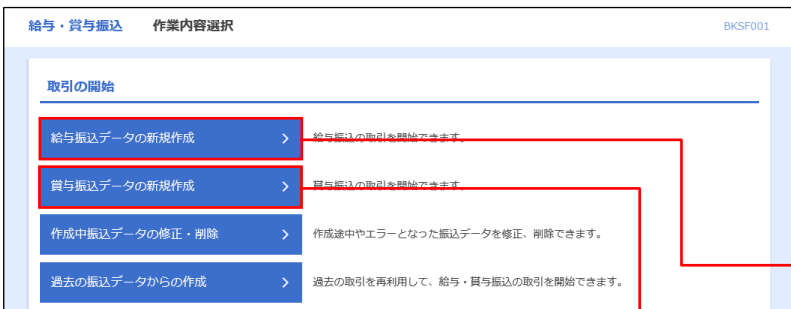 給与・賞与振込 作業内容選択 BKSF001
取引の開始
給与振込データの新規作成 給与振込の取引を開始できます。
賞与振込データの新規作成 賞与振込の取引を開始できます。
作成中振込データの修正・削除 作成途中やエラーとなった振込データを修正、削除できます。
過去の振込データからの作成 過去の取引を再利用して、給与・賞与振込の取引を開始できます。